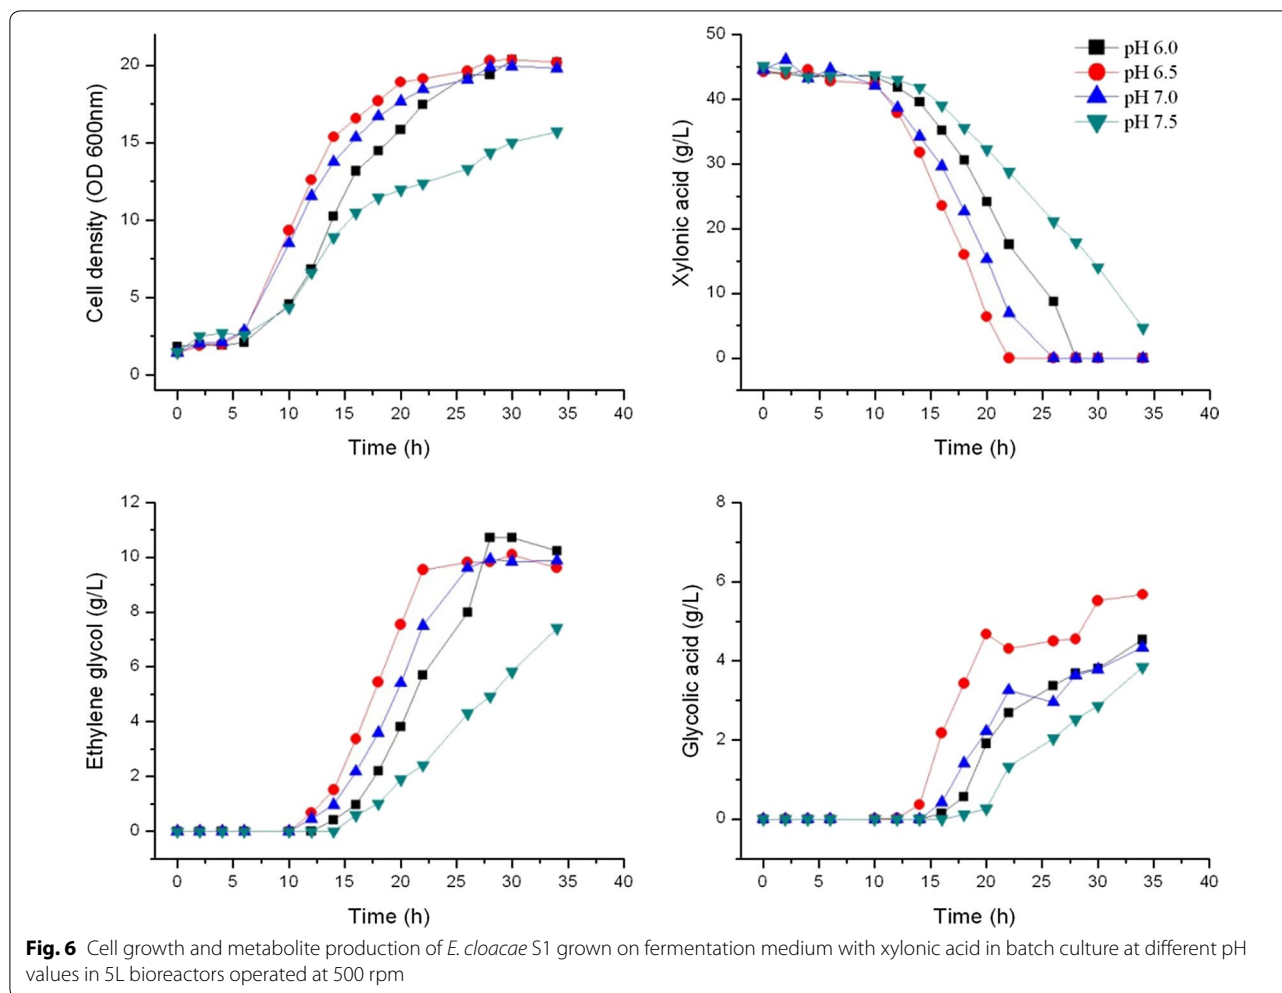 20
15
10
5
0
Cell density (OD 600nm)
0 5 10 15 20 25 30 35 40
Time (h)
50
40
30
20
10
0
Xylonic acid (g/L)
0 5 10 15 20 25 30 35 40
Time (h)
pH 6.0
pH 6.5
pH 7.0
pH 7.5
12
10
8
6
4
2
0
Ethylene glycol (g/L)
0 5 10 15 20 25 30 35 40
Time (h)
8
6
4
2
0
Glycolic acid (g/L)
0 5 10 15 20 25 30 35 40
Time (h)
Fig. 6 Cell growth and metabolite production of E. cloacae S1 grown on fermentation medium with xylonic acid in batch culture at different pH
values in 5L bioreactors operated at 500 rpm